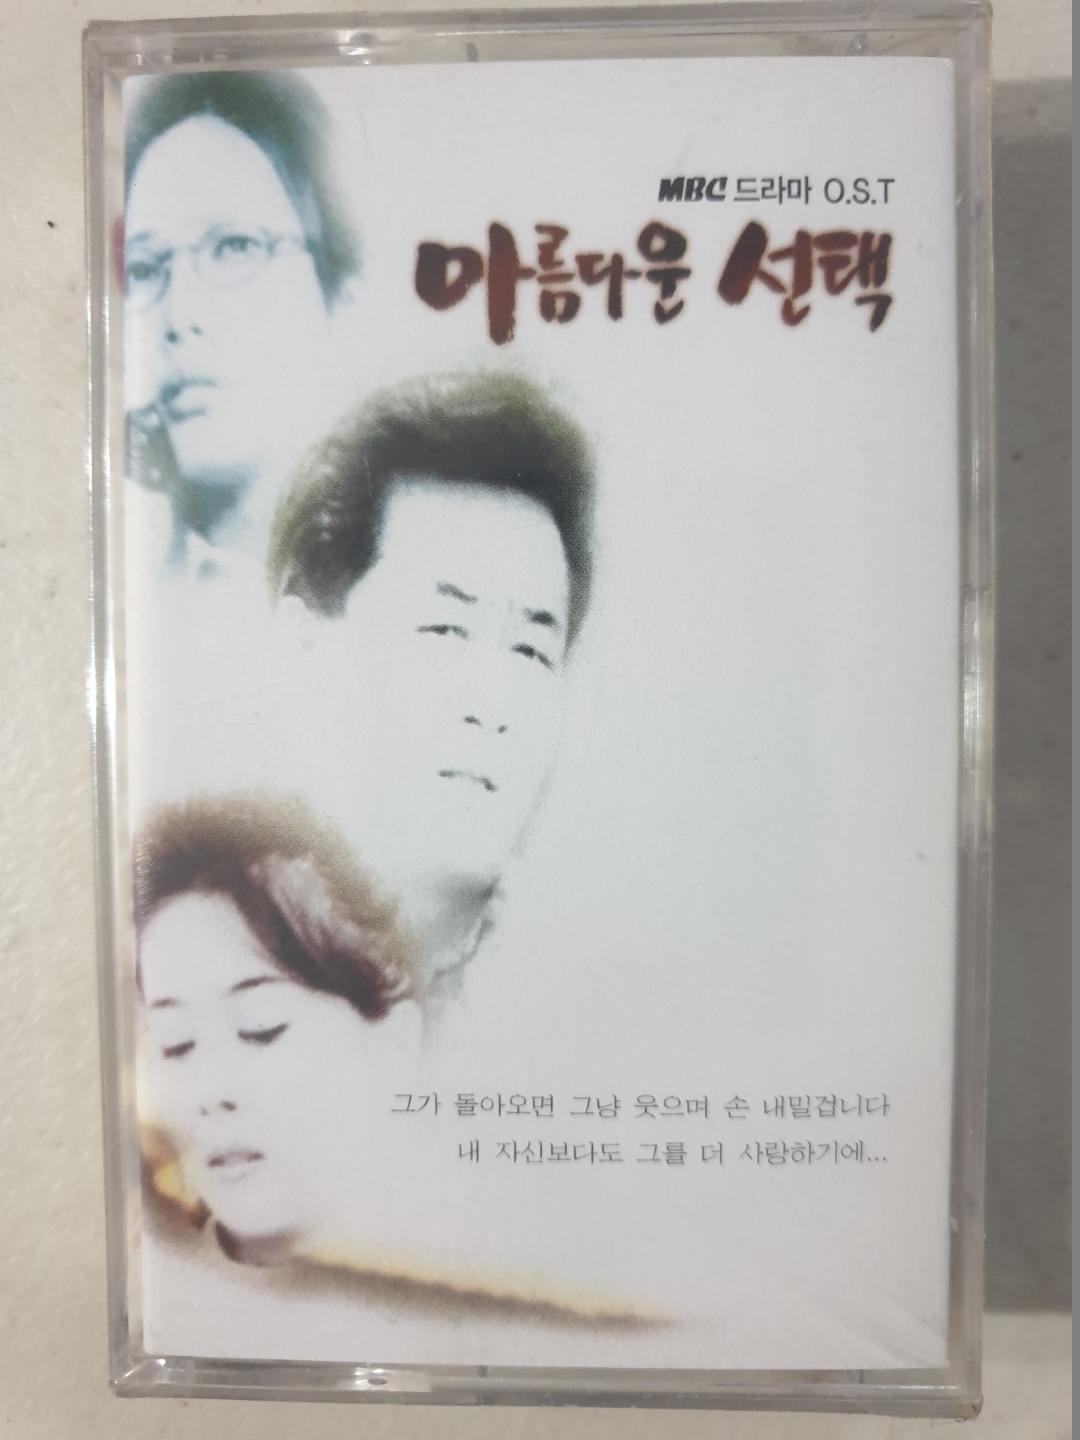 MBC 드라마 O.S.T
아름다운 선택
그가 돌아오면 그냥 웃으며 손 내밀겁니다
내 자신보다도 그를 더 사랑하기에...